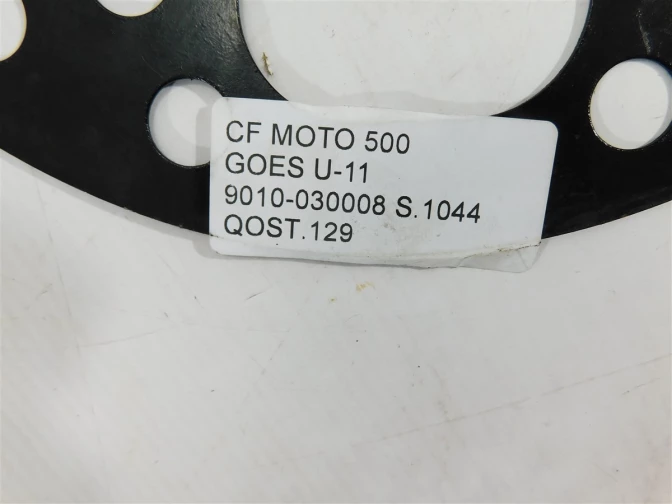 CF MOTO 500
GOES U-11
9010-030008 S.1044
QOST.129